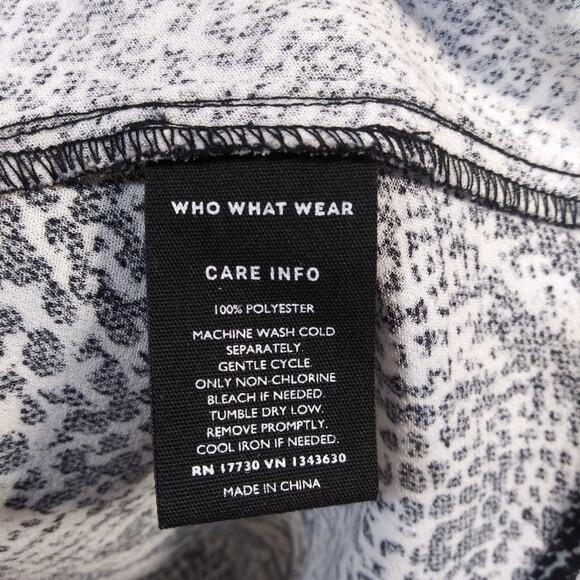 WHO WHAT WEAR
CARE INFO
100% POLYESTER
MACHINE WASH COLD
SEPARATELY.
GENTLE CYCLE.
ONLY NON-CHLORINE
BLEACH IF NEEDED.
TUMBLE DRY LOW.
REMOVE PROMPTLY.
COOL IRON IF NEEDED.
RN 17730 VN 1343630
MADE IN CHINA